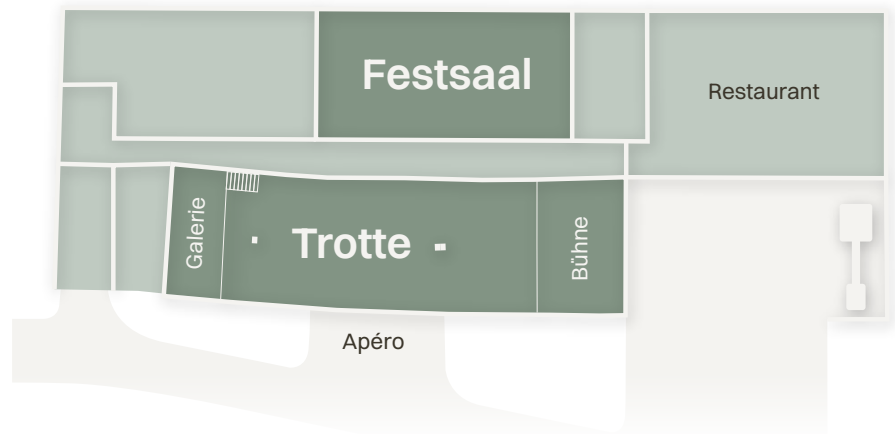 Festsaal
Restaurant
Galerie
Trotte
Bühne
Apéro